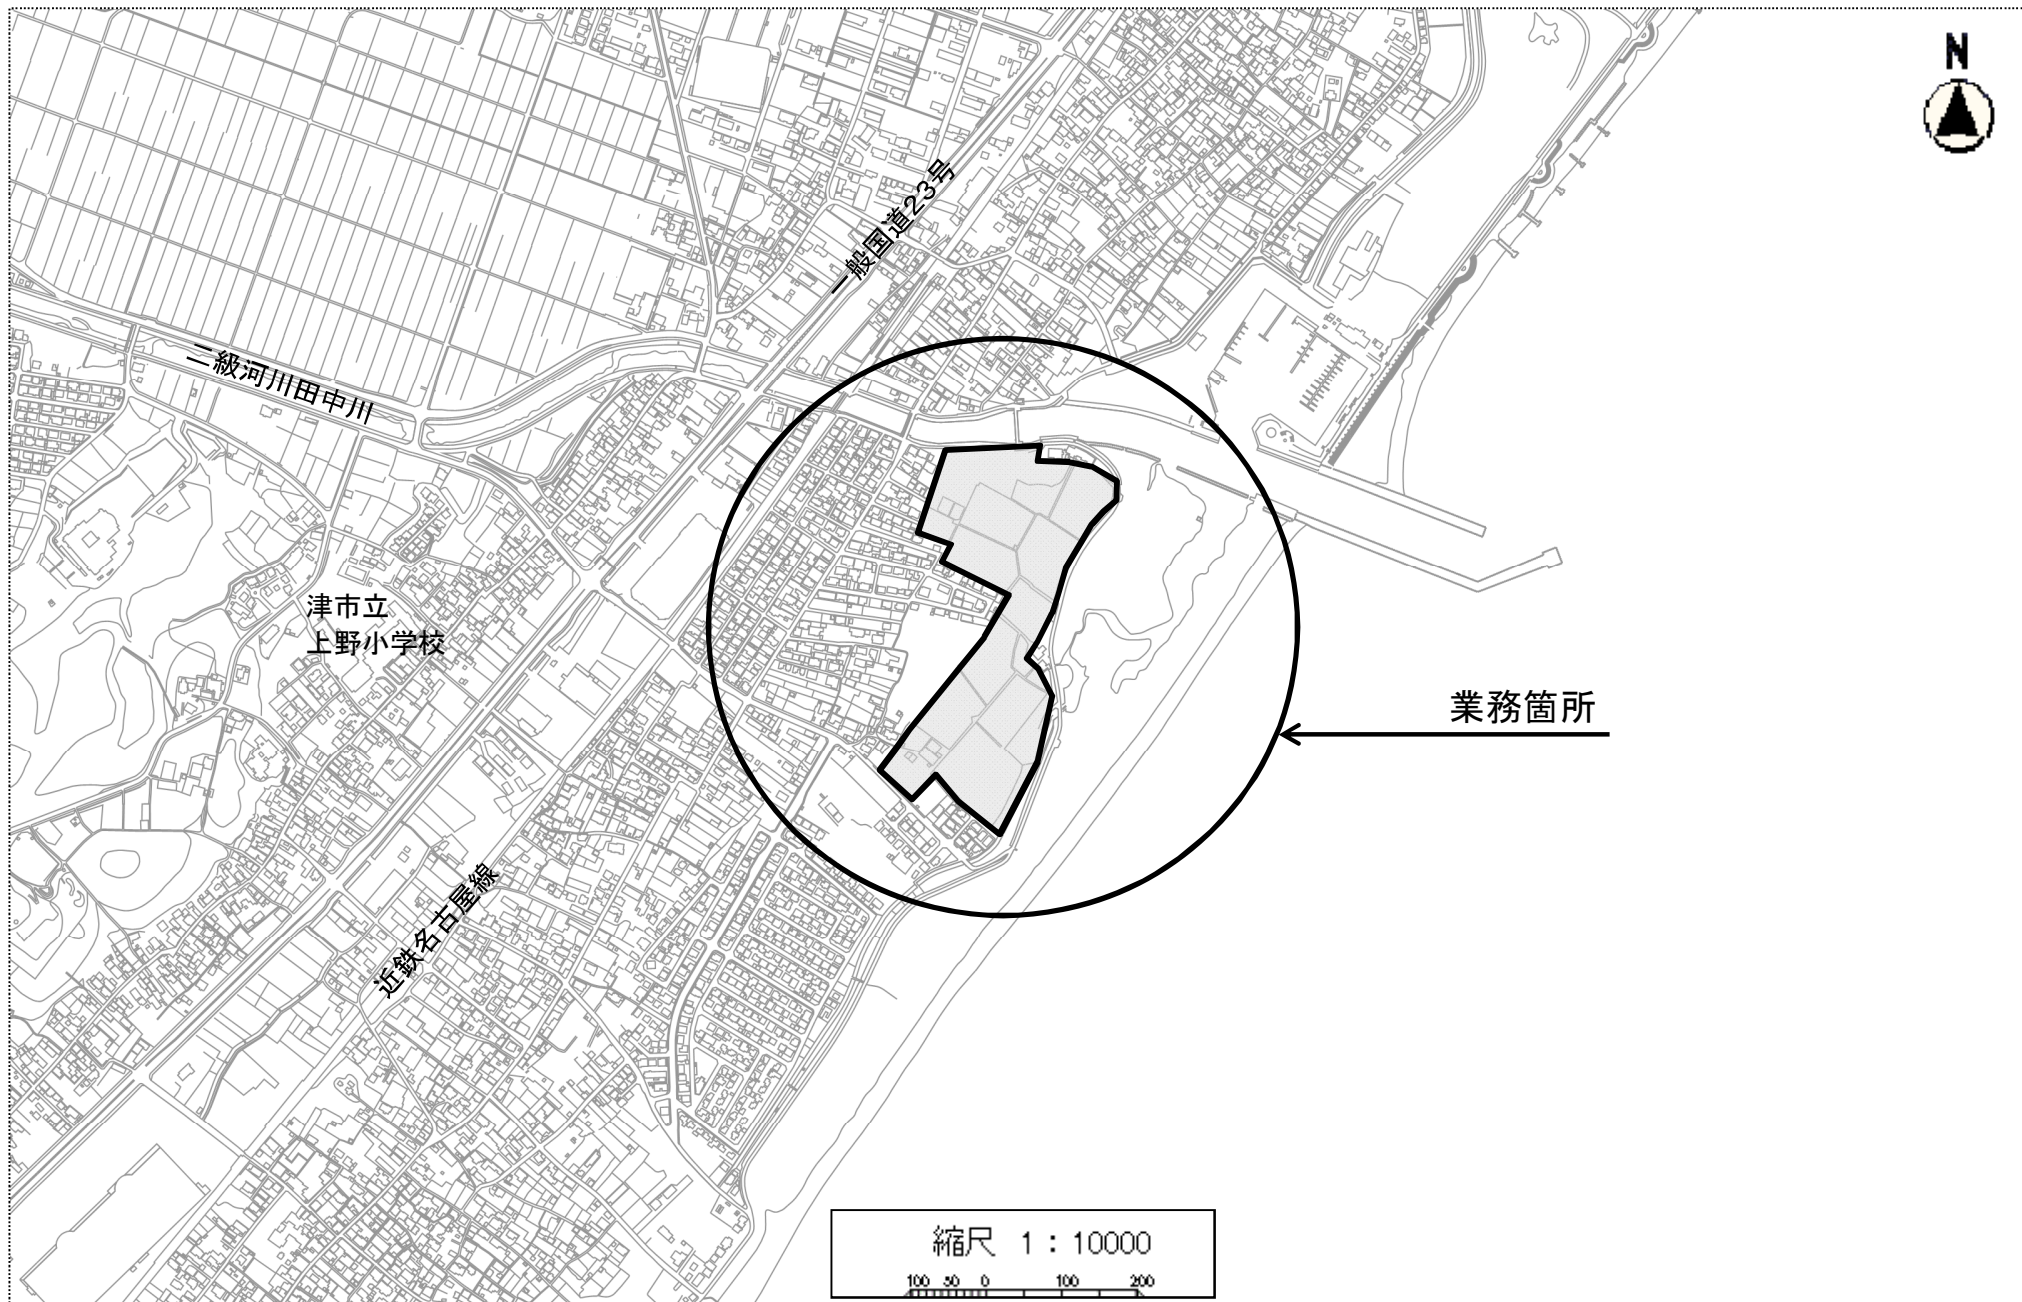 N
一般国道23号
二級河川田中川
津市立
上野小学校
業務箇所
近鉄名古屋線
縮尺 1:10000
100 50 0 100 200